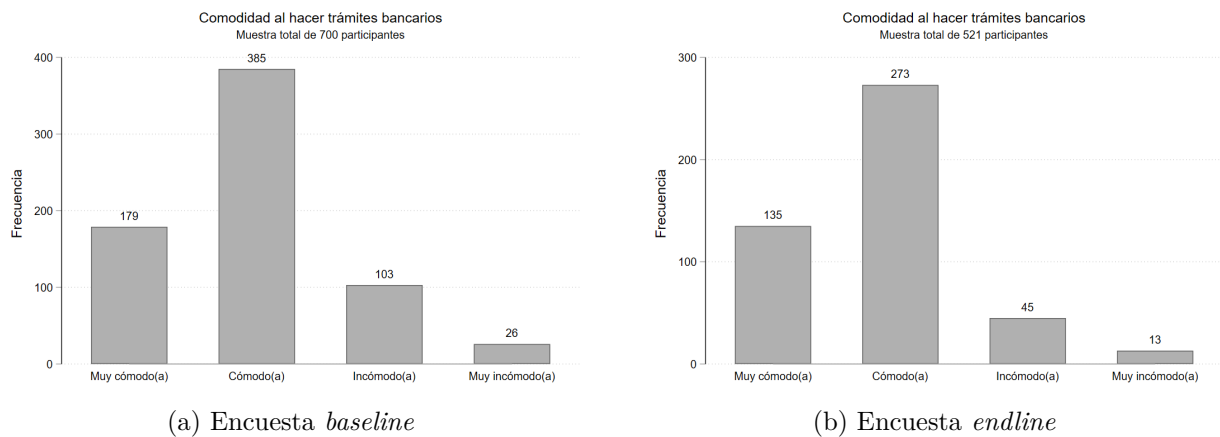 Comodidad al hacer trámites bancarios
Muestra total de 700 participantes
Frecuencia
400
300
200
100
0
179
385
103
26
Muy cómodo(a)
Cómodo(a)
Incómodo(a)
Muy incómodo(a)
(a) Encuesta baseline
Comodidad al hacer trámites bancarios
Muestra total de 521 participantes
Frecuencia
300
200
100
0
135
273
45
13
Muy cómodo(a)
Cómodo(a)
Incómodo(a)
Muy incómodo(a)
(b) Encuesta endline